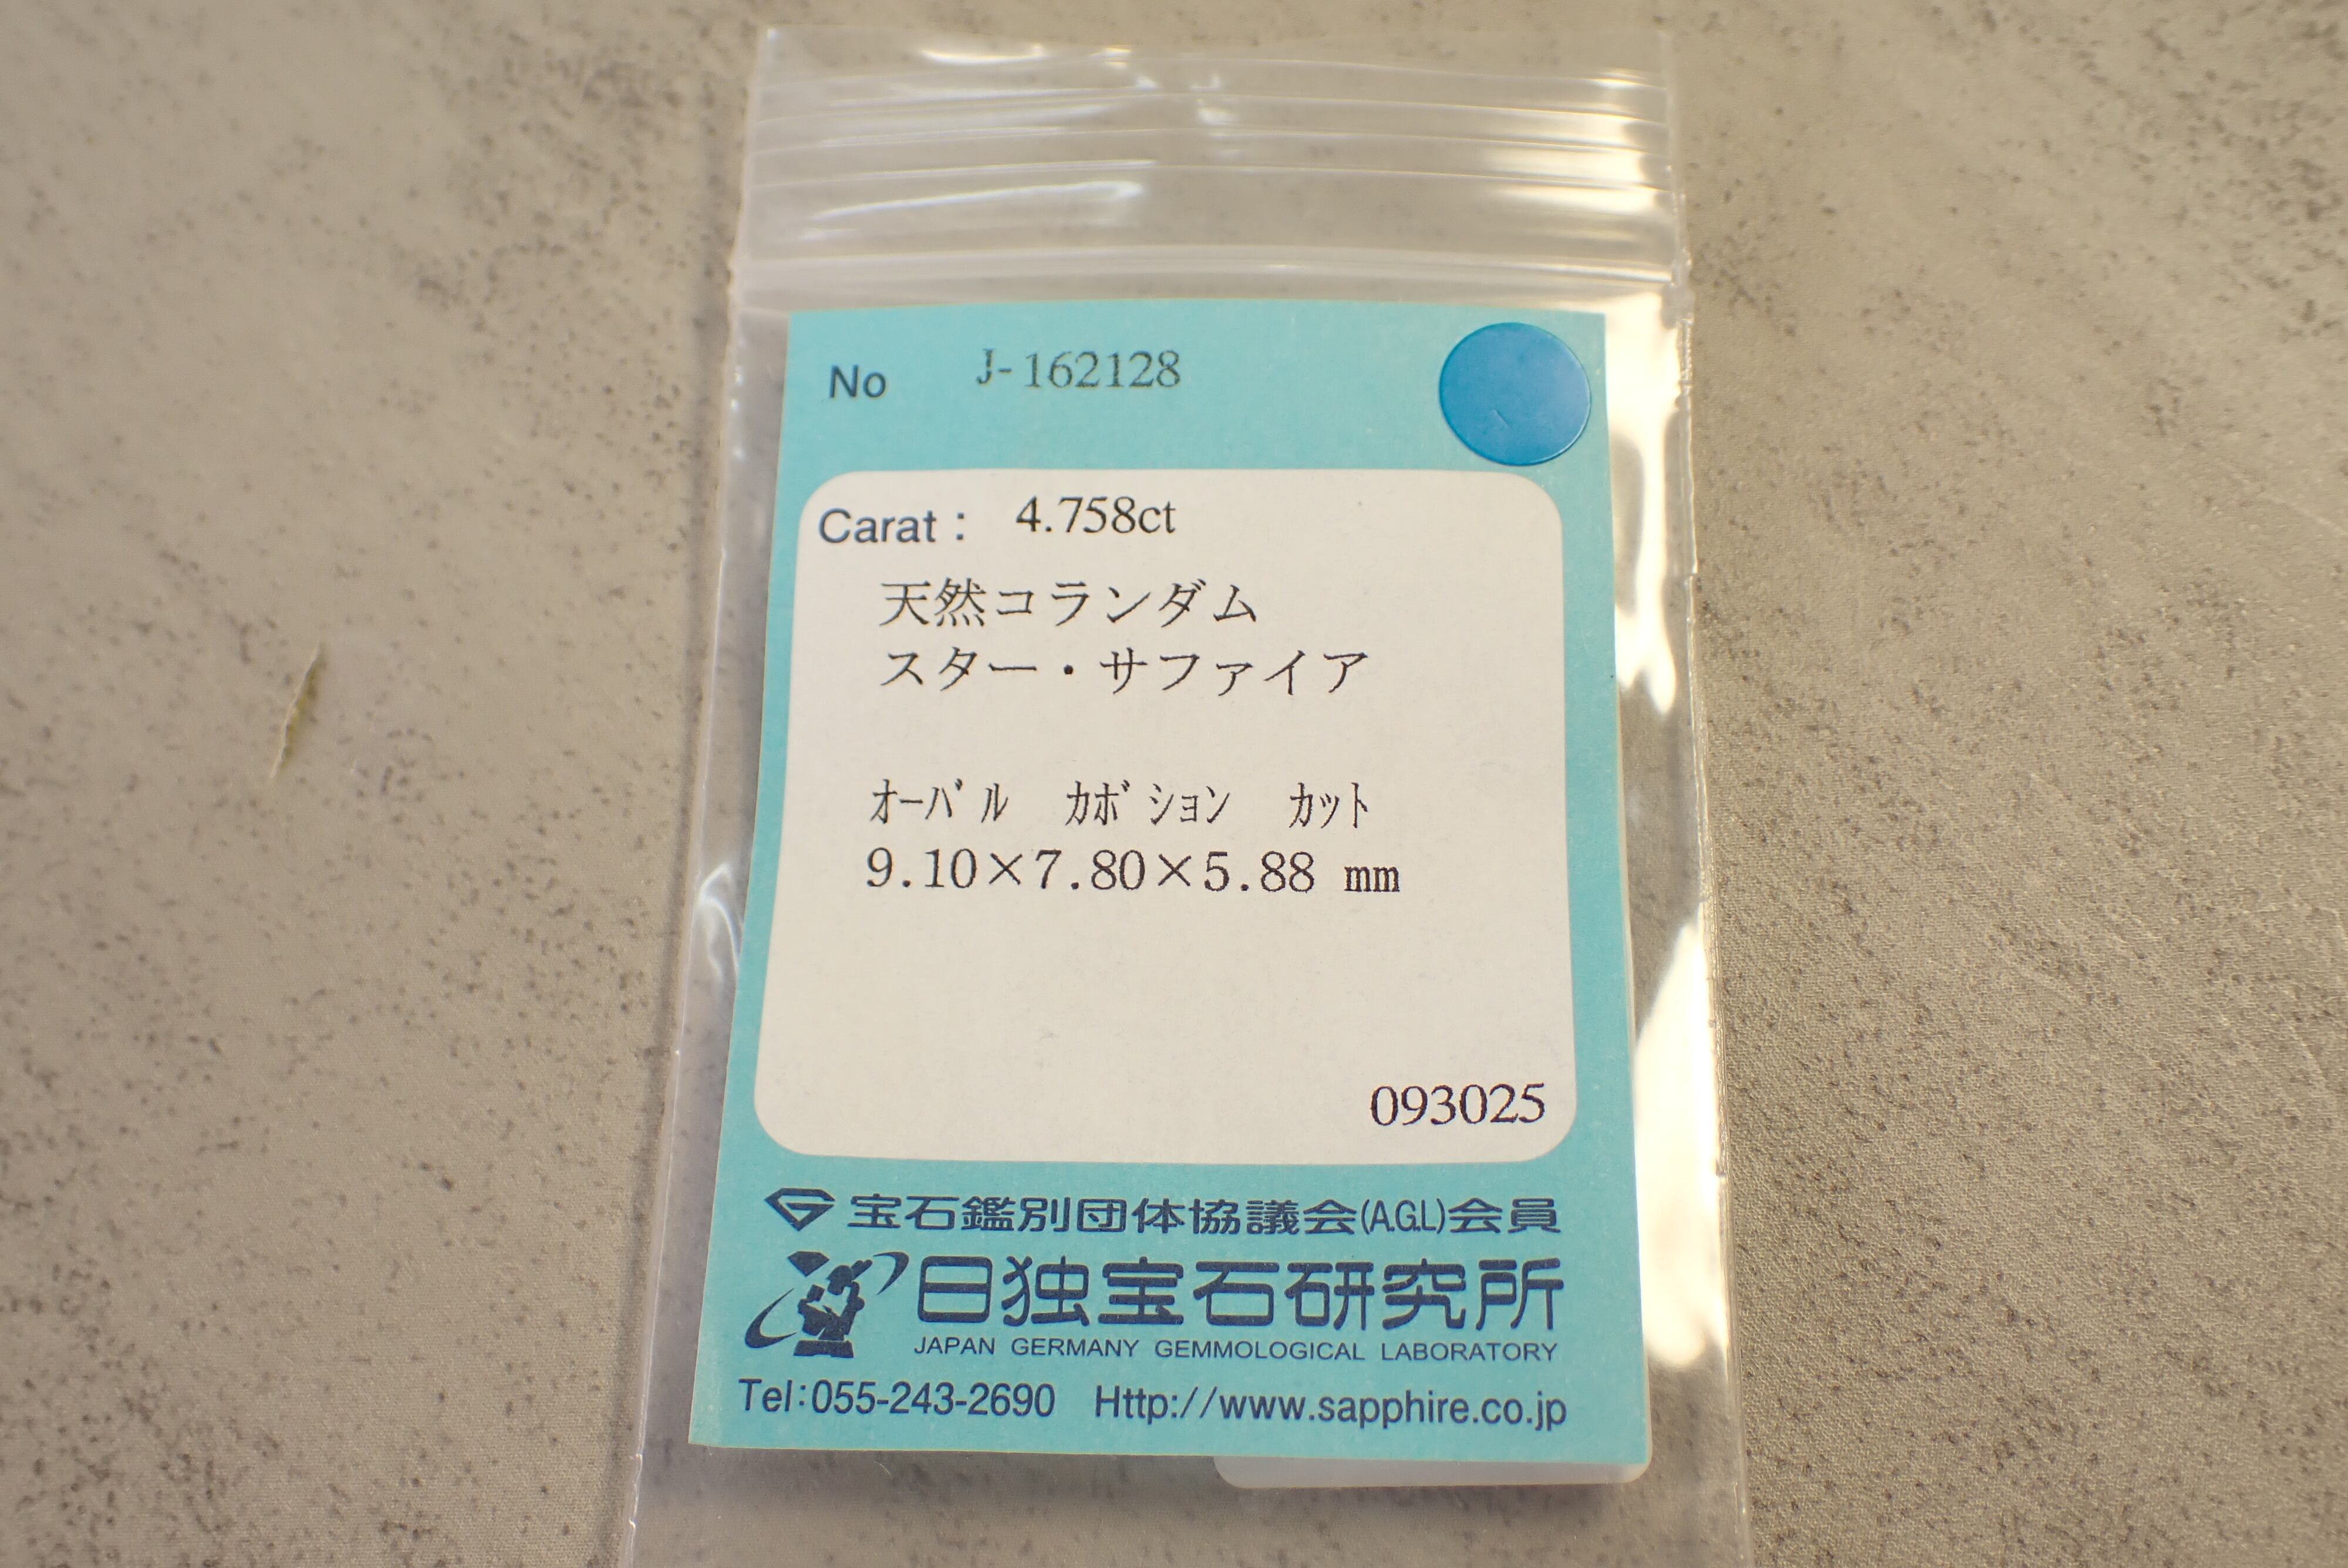 No J-162128
Carat : 4.758ct
天然コランダム
スター・サファイア
ｵｰﾊﾞﾙ ｶﾎﾞｼｮﾝ ｶｯﾄ
9.10×7.80×5.88 mm
093025
宝石鑑別団体協議会(A.G.L)会員
日独宝石研究所
JAPAN GERMANY GEMMOLOGICAL LABORATORY
Tel:055-243-2690 Http://www.sapphire.co.jp